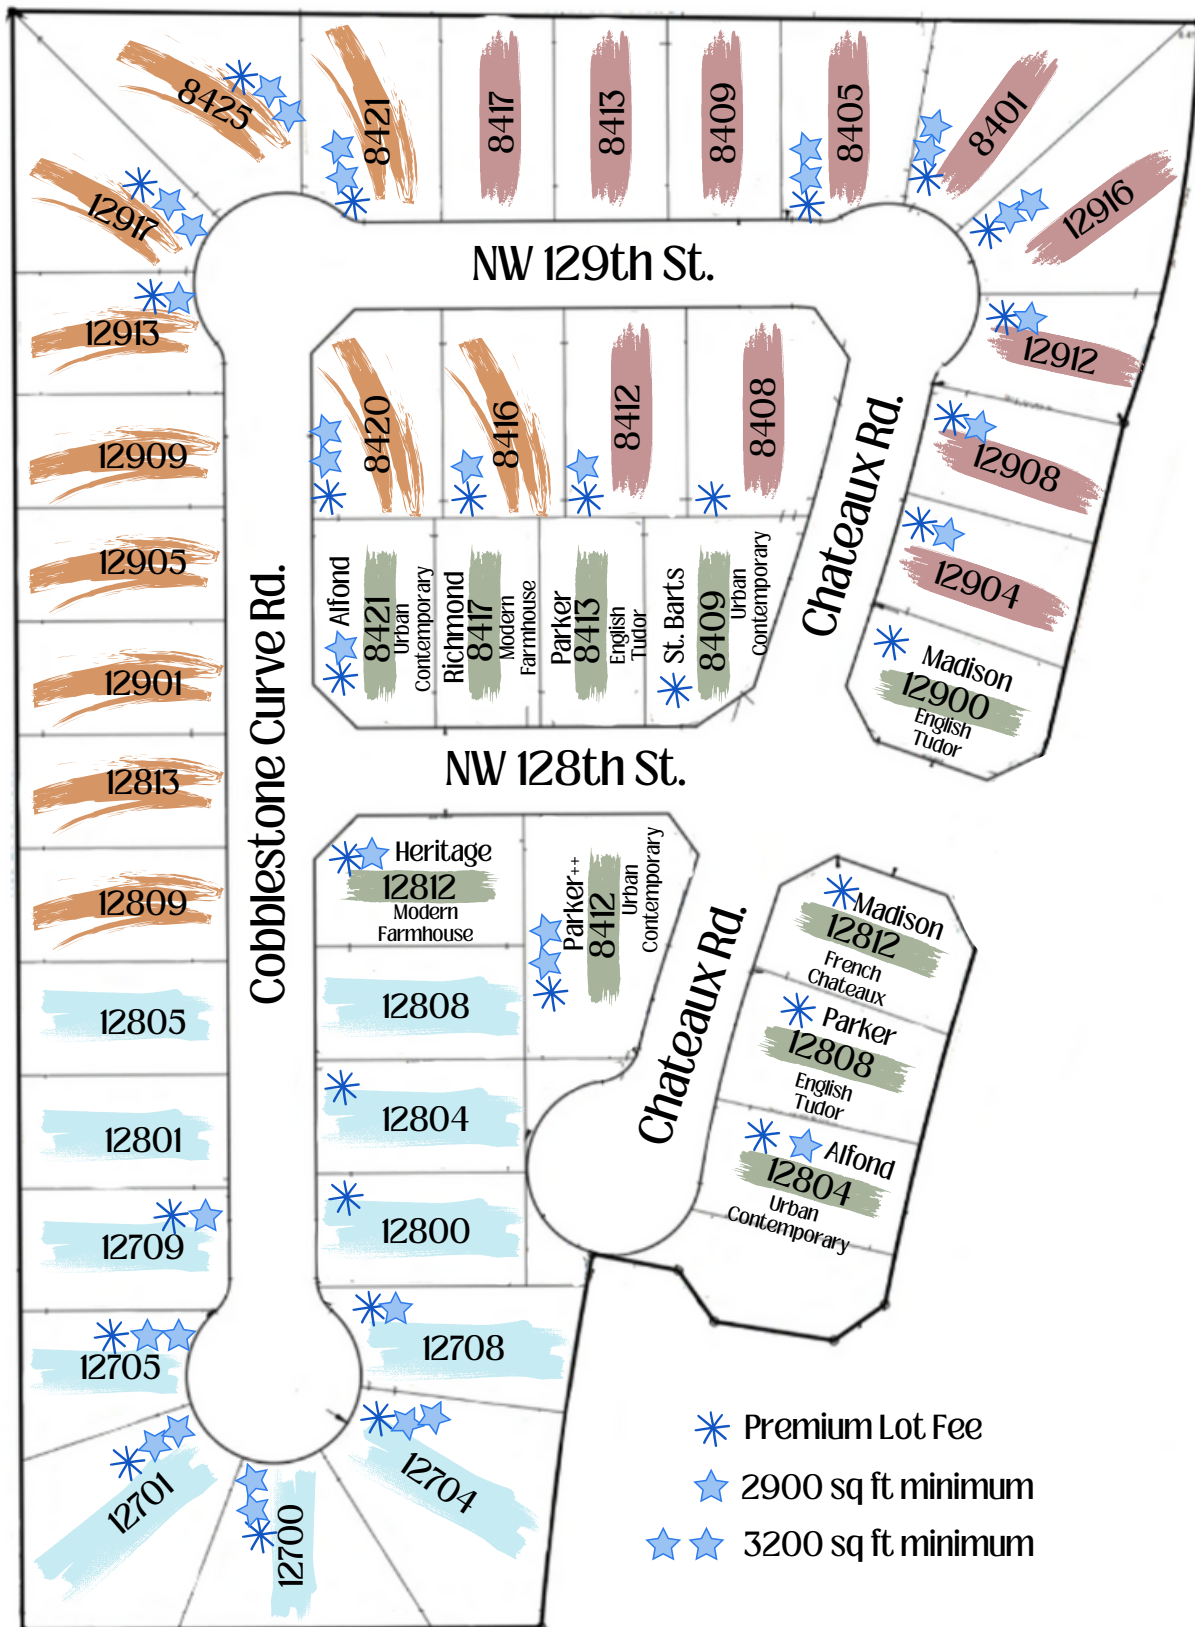 8425
8421
8417
8413
8409
8405
8401
12917
12916
NW 129th St.
12913
12912
8420
8416
8412
8408
12909
12908
Chateaux Rd.
12905
12904
Cobblestone Curve Rd.
Alfond
8421
Urban
Contemporary
Richmond
8417
Modern
Farmhouse
Parker
8413
English
Tudor
St. Barts
8409
Urban
Contemporary
12901
Madison
12900
English
Tudor
NW 128th St.
12813
12809
Heritage
12812
Modern
Farmhouse
Parker++
8412
Urban
Contemporary
Madison
12812
French
Chateaux
Chateaux Rd.
12805
12808
Parker
12808
English
Tudor
12801
12804
Alfond
12804
Urban
Contemporary
12709
12800
12705
12708
12701
12700
12704
Premium Lot Fee
2900 sq ft minimum
3200 sq ft minimum